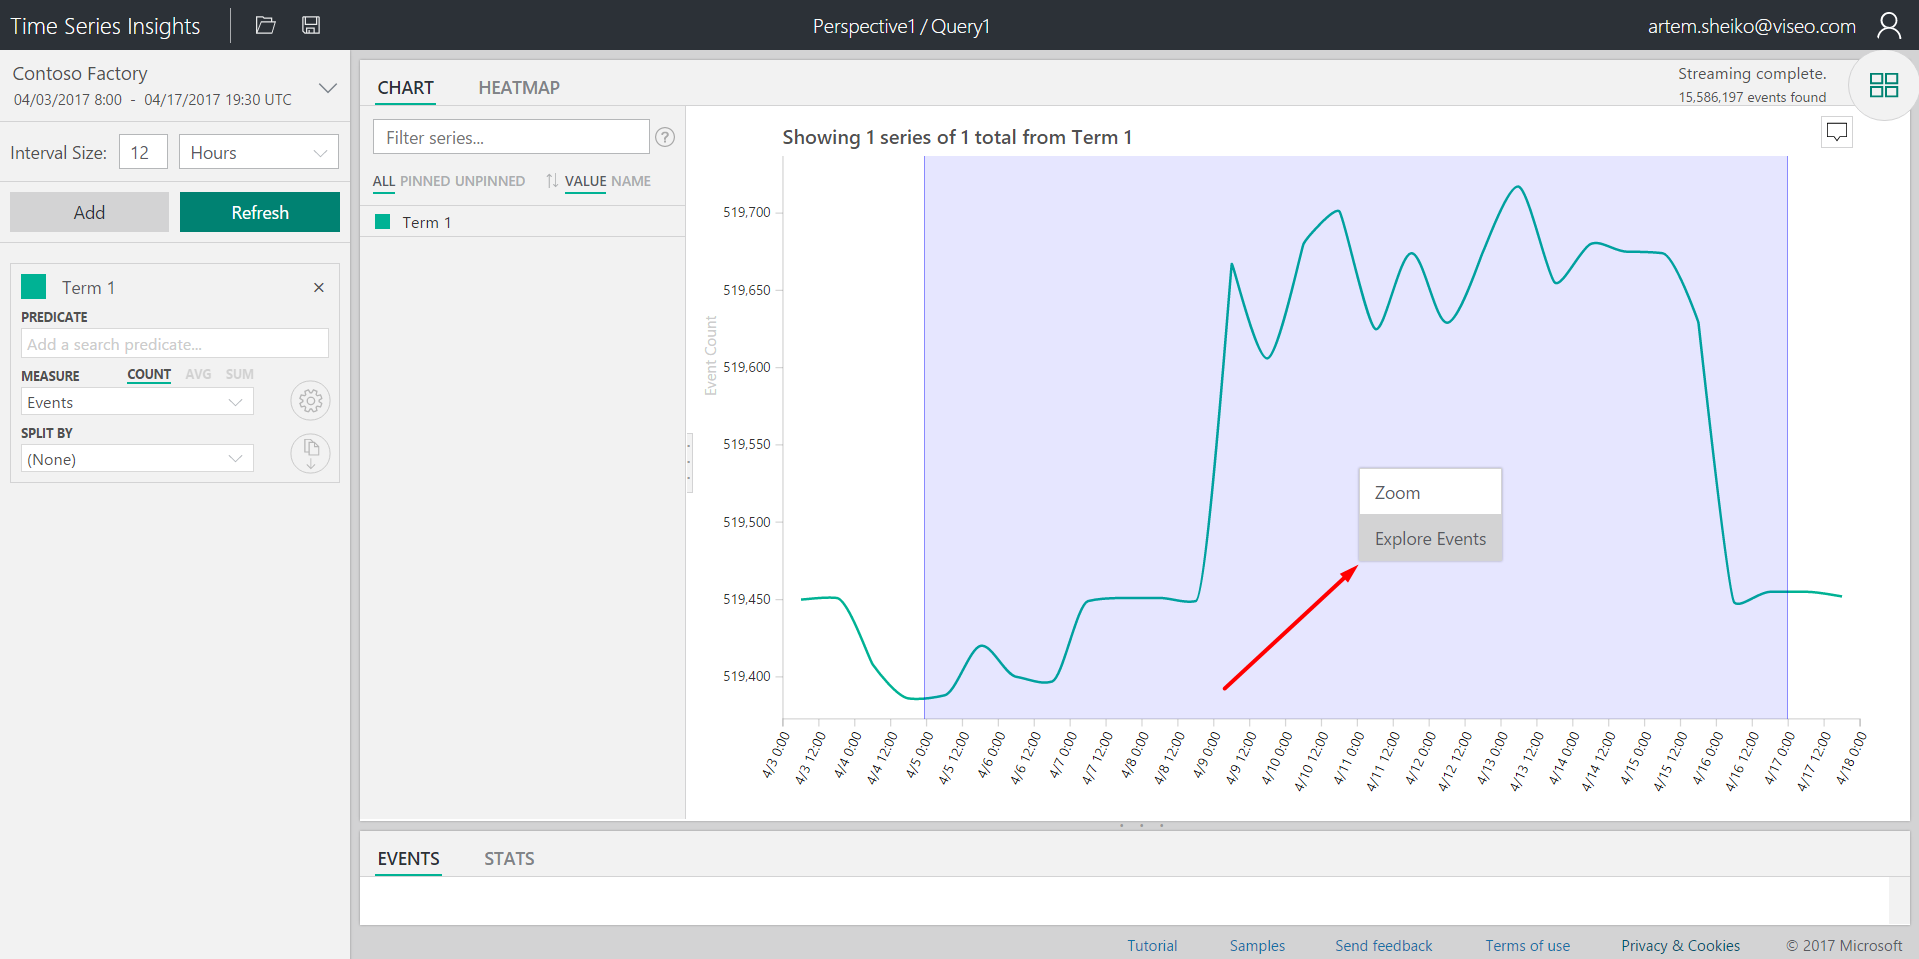 Time Series Insights
Perspective1 / Query1
artem.sheiko@viseo.com
Contoso Factory
04/03/2017 8:00 - 04/17/2017 19:30 UTC
Interval Size: 12 Hours
Add Refresh
Term 1
PREDICATE
Add a search predicate...
MEASURE COUNT AVG SUM
Events
SPLIT BY
(None)
CHART HEATMAP
Streaming complete.
15,586,197 events found
Filter series... ?
ALL PINNED UNPINNED VALUE NAME
Term 1
Showing 1 series of 1 total from Term 1
Event Count
519,700
519,650
519,600
519,550
519,500
519,450
519,400
Zoom
Explore Events
4/3 0:00
4/3 12:00
4/4 0:00
4/4 12:00
4/5 0:00
4/5 12:00
4/6 0:00
4/6 12:00
4/7 0:00
4/7 12:00
4/8 0:00
4/8 12:00
4/9 0:00
4/9 12:00
4/10 0:00
4/10 12:00
4/11 0:00
4/11 12:00
4/12 0:00
4/12 12:00
4/13 0:00
4/13 12:00
4/14 0:00
4/14 12:00
4/15 0:00
4/15 12:00
4/16 0:00
4/16 12:00
4/17 0:00
4/17 12:00
4/18 0:00
EVENTS STATS
Tutorial Samples Send feedback Terms of use Privacy & Cookies © 2017 Microsoft